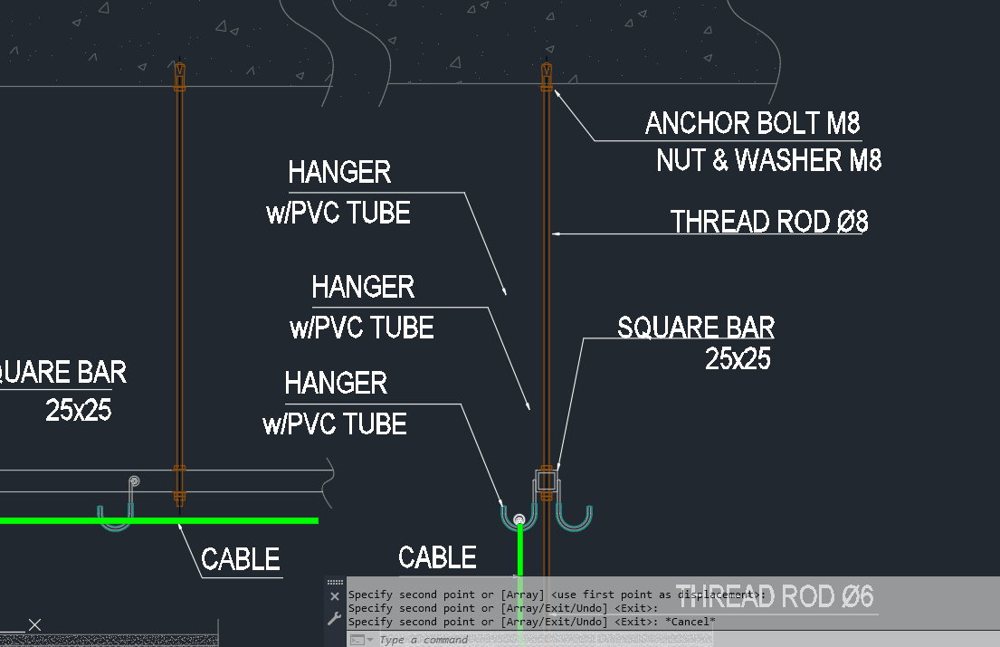 ANCHOR BOLT M8
NUT & WASHER M8
HANGER
w/PVC TUBE
THREAD ROD Ø8
HANGER
w/PVC TUBE
SQUARE BAR
25x25
QUARE BAR
25x25
HANGER
w/PVC TUBE
CABLE
CABLE
THREAD ROD Ø6
Specify second point or [Array] <use first point as displacement>:
Specify second point or [Array/Exit/Undo] <Exit>:
Specify second point or [Array/Exit/Undo] <Exit>: *Cancel*
Type a command